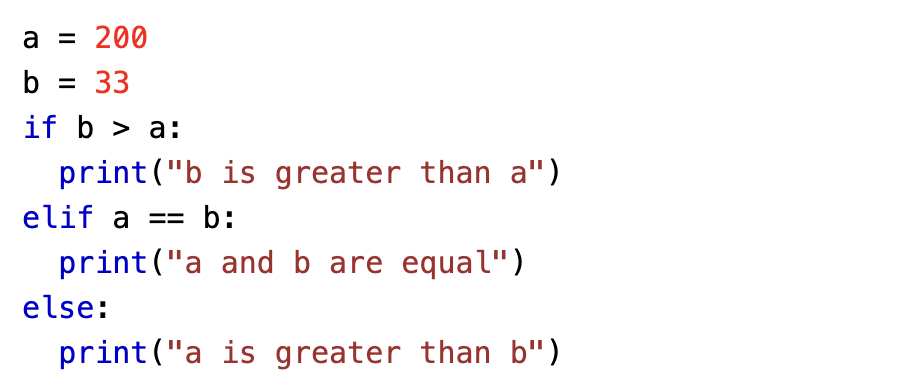 a = 200
b = 33
if b > a:
  print("b is greater than a")
elif a == b:
  print("a and b are equal")
else:
  print("a is greater than b")